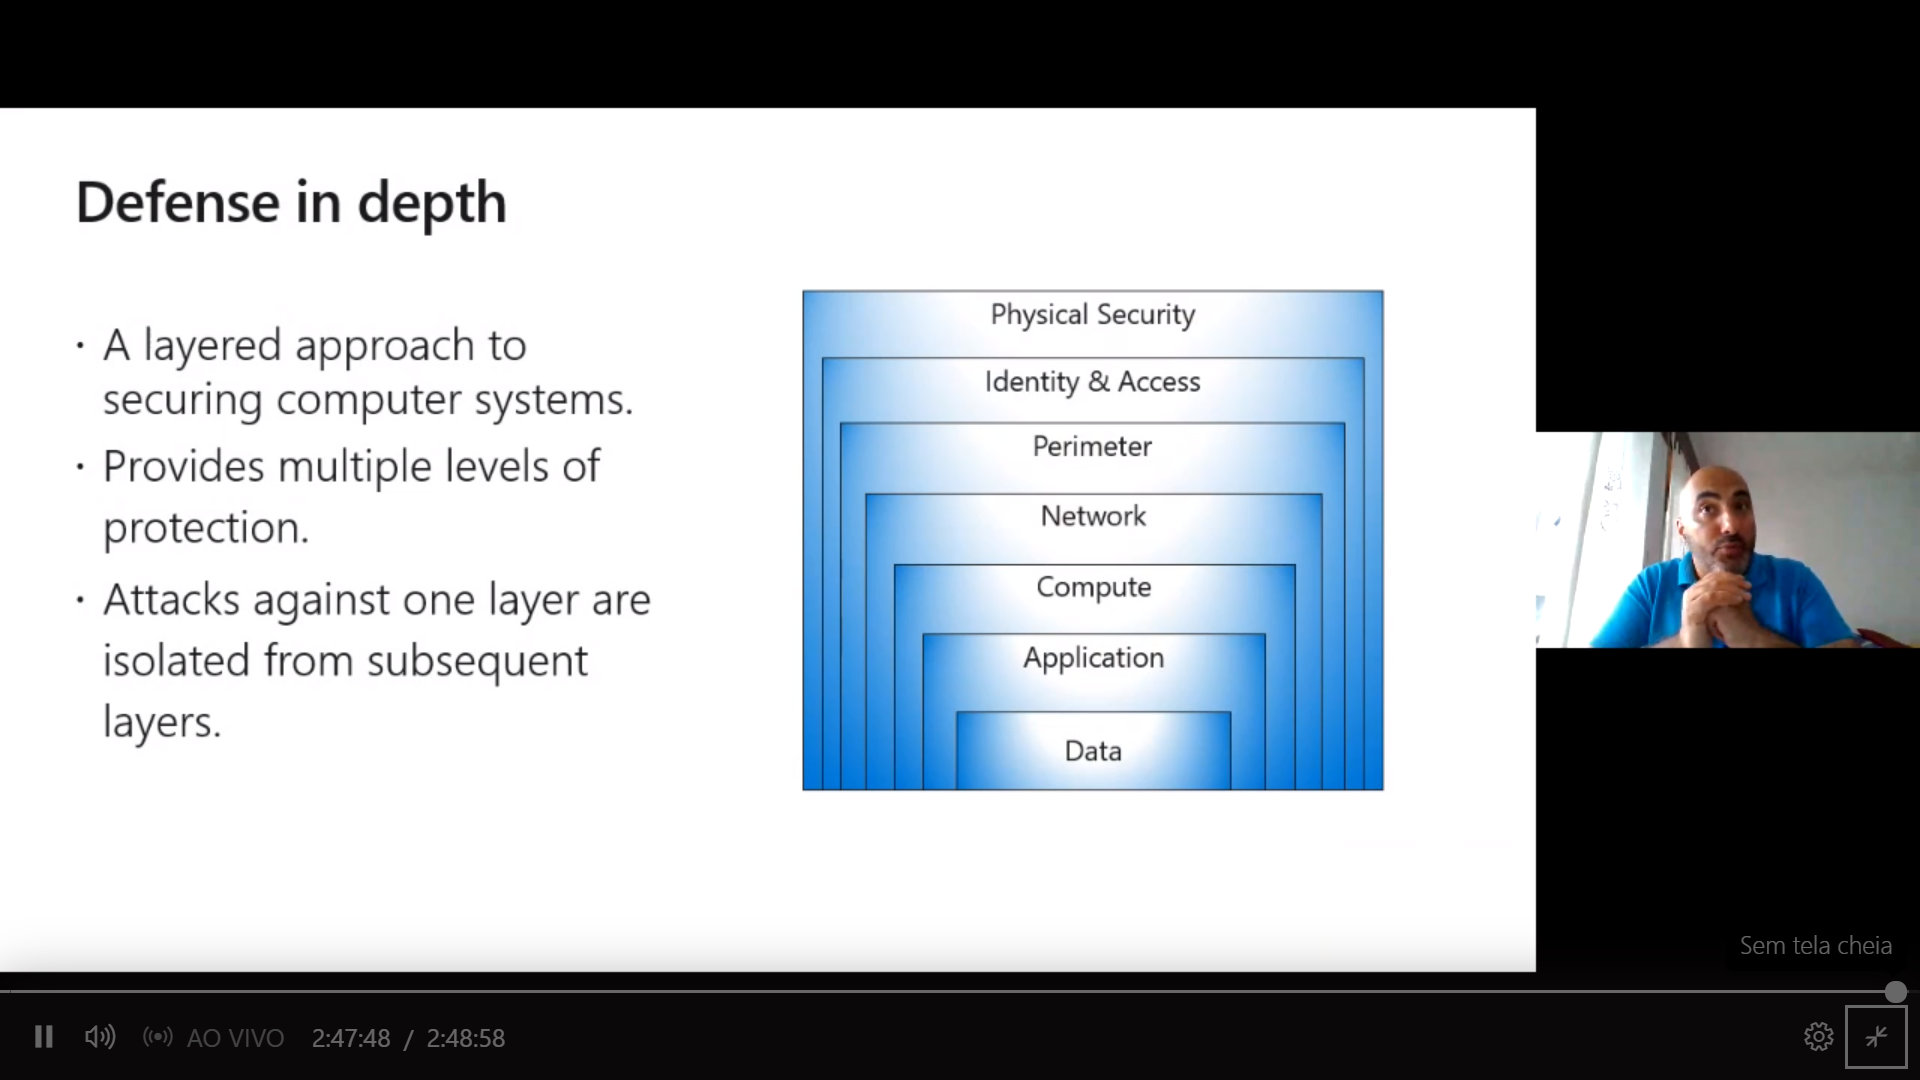 Defense in depth
· A layered approach to
securing computer systems.
· Provides multiple levels of
protection.
· Attacks against one layer are
isolated from subsequent
layers.
Physical Security
Identity & Access
Perimeter
Network
Compute
Application
Data
Sem tela cheia
AO VIVO 2:47:48 / 2:48:58